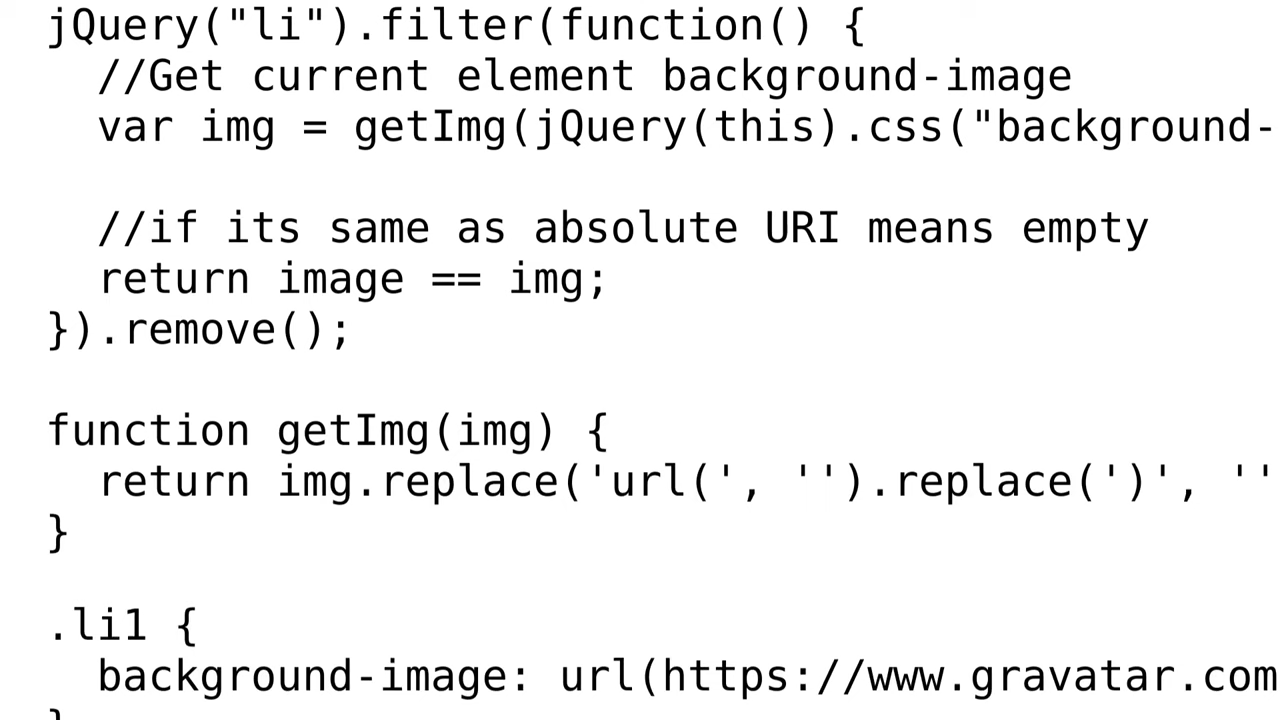 jQuery("li").filter(function() {
  //Get current element background-image
  var img = getImg(jQuery(this).css("background-

  //if its same as absolute URI means empty
  return image == img;
}).remove();

function getImg(img) {
  return img.replace('url(', '').replace(')', ''
}

.li1 {
  background-image: url(https://www.gravatar.com
}